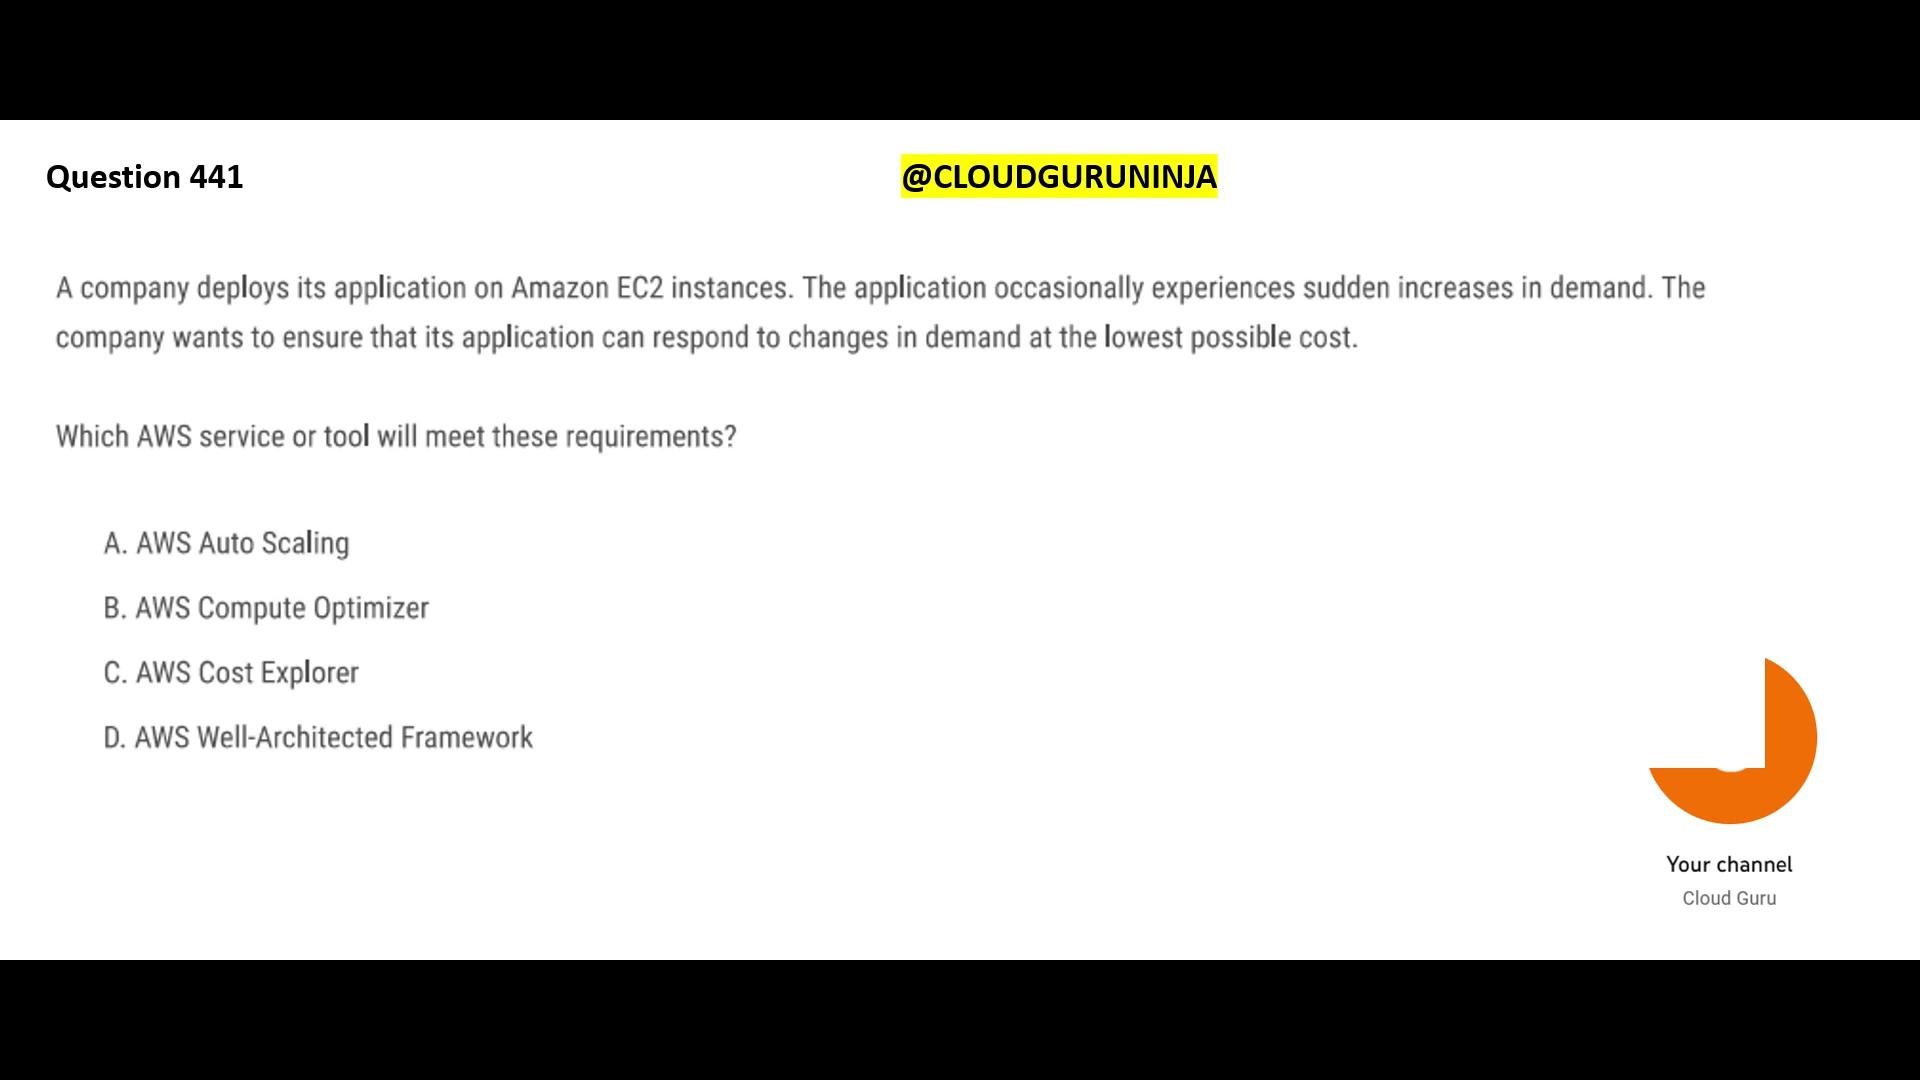 Question 441
@CLOUDGURUNINJA
A company deploys its application on Amazon EC2 instances. The application occasionally experiences sudden increases in demand. The
company wants to ensure that its application can respond to changes in demand at the lowest possible cost.
Which AWS service or tool will meet these requirements?
A. AWS Auto Scaling
B. AWS Compute Optimizer
C. AWS Cost Explorer
D. AWS Well-Architected Framework
Your channel
Cloud Guru